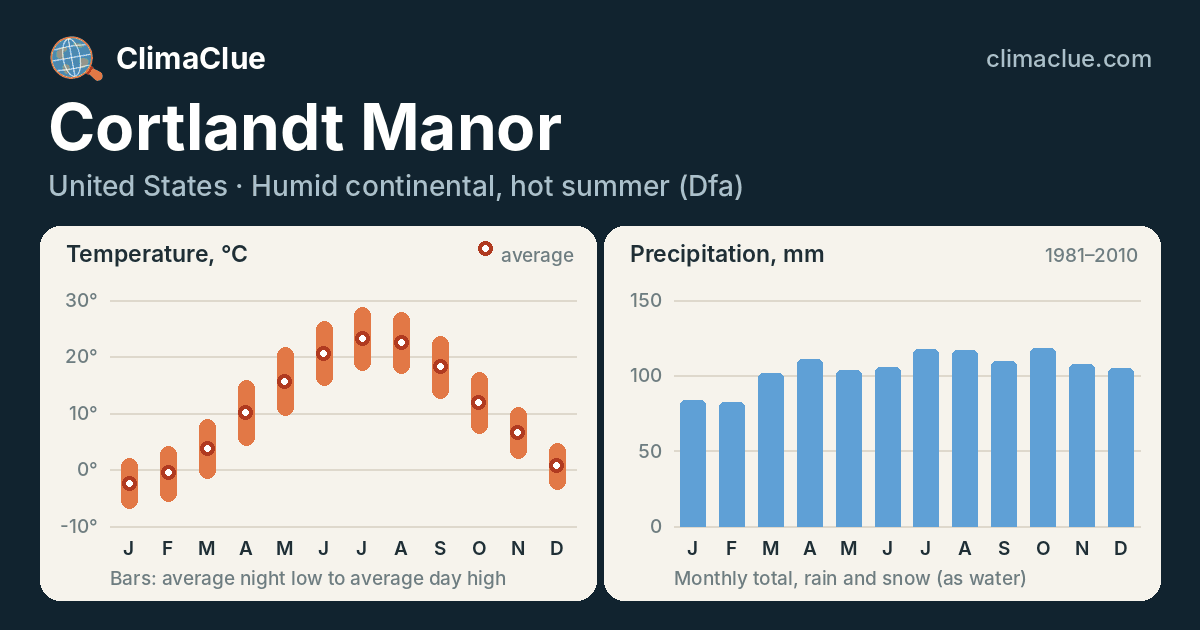 ClimaClue
climaclue.com
Cortlandt Manor
United States · Humid continental, hot summer (Dfa)
Temperature, °C
average
30°
20°
10°
0°
-10°
J F M A M J J A S O N D
Bars: average night low to average day high
Precipitation, mm
1981–2010
150
100
50
0
J F M A M J J A S O N D
Monthly total, rain and snow (as water)